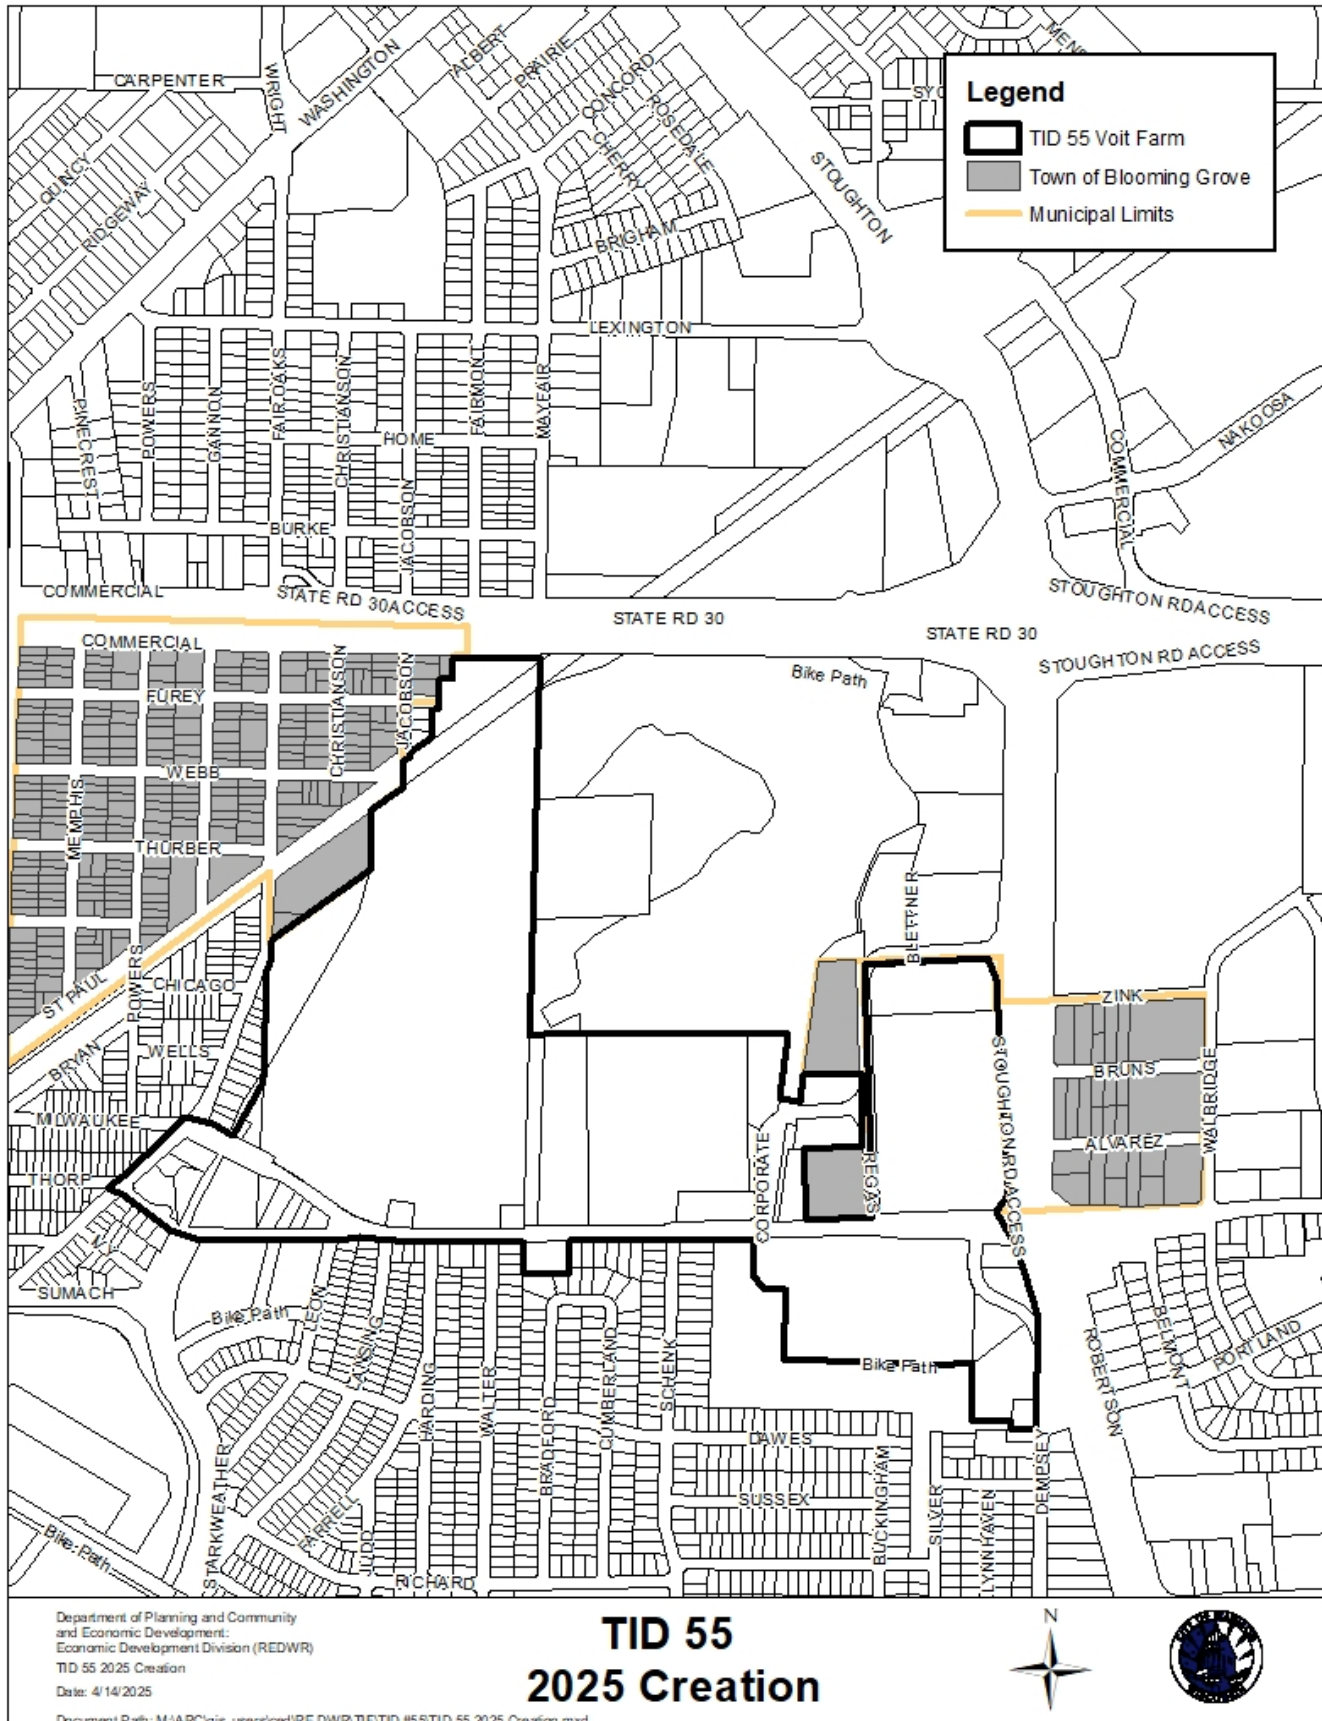 CARPENTER
WRIGHT
WASHINGTON
ALBERT
PRAIRIE
CONCORD
ROSEDALE
CHERRY
BRIGHAM
STOUGHTON
Legend
TID 55 Voit Farm
Town of Blooming Grove
Municipal Limits
QUINCY
RIDGEWAY
LEXINGTON
PINECREST
POWERS
GANNON
FAIR OAKS
CHRISTIANSON
HOME
JACOBSON
FAIRMONT
MAYFAIR
BURKE
COMMERCIAL
NAKOOSA
COMMERCIAL
STATE RD 30 ACCESS
STATE RD 30
STATE RD 30
STOUGHTON RD ACCESS
STOUGHTON RD ACCESS
COMMERCIAL
FUREY
CHRISTIANSON
JACOBSON
Bike Path
WEBB
MEMPHIS
THURBER
BLETTNER
ST PAUL
POWERS
CHICAGO
BRYAN
WELLS
MILWAUKEE
THORP
ZINK
BRUNS
ALVAREZ
WALBRIDGE
STOUGHTON RD ACCESS
CORPORATE
REGAS
SUMACH
Bike Path
LEON
LANSING
HARDING
WALTER
BRADFORD
CUMBERLAND
SCHENK
Bike Path
ROBERTSON
BELMONT
PORTLAND
STARKWEATHER
FARRELL
JUDD
RICHARD
DAWES
SUSSEX
BUCKINGHAM
SILVER
LYNNHAVEN
DEMPSEY
Bike Path
Department of Planning and Community
and Economic Development:
Economic Development Division (REDWR)
TID 55 2025 Creation
Date: 4/14/2025
TID 55
2025 Creation
N